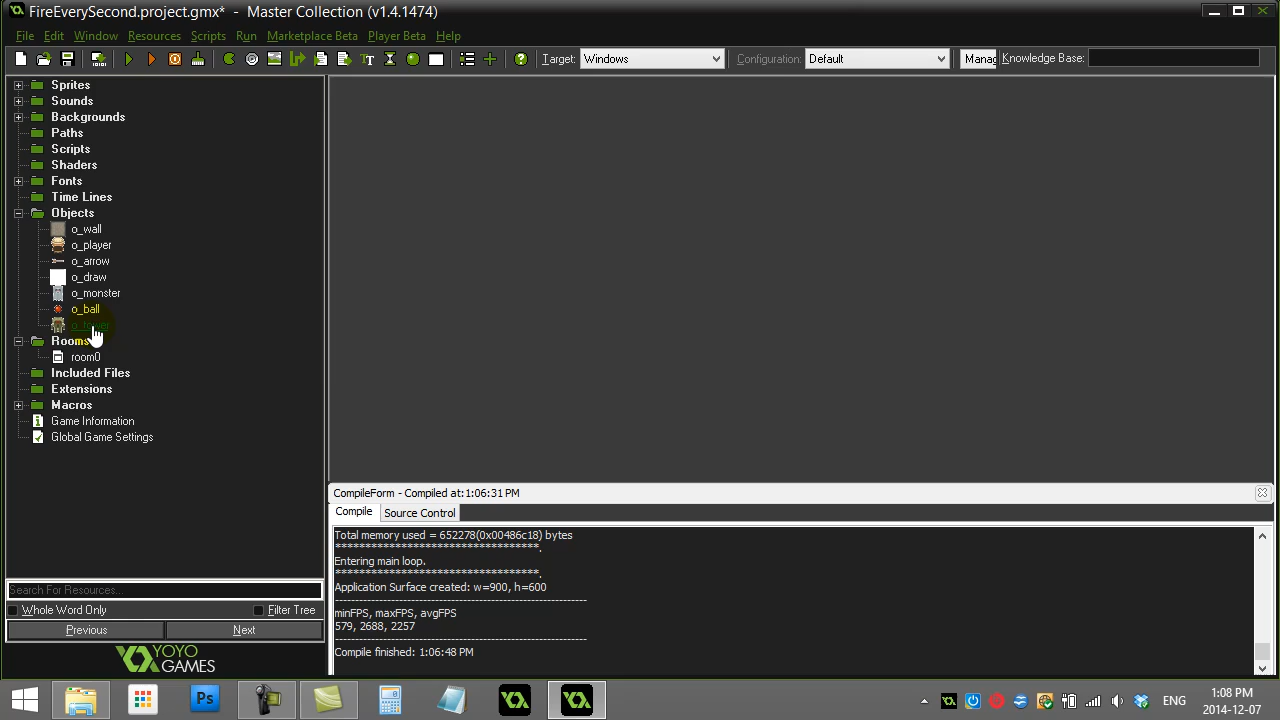 FireEverySecond.project.gmx* - Master Collection (v1.4.1474)
File Edit Window Resources Scripts Run Marketplace Beta Player Beta Help
Target: Windows Configuration: Default Manag Knowledge Base:
Sprites
Sounds
Backgrounds
Paths
Scripts
Shaders
Fonts
Time Lines
Objects
o_wall
o_player
o_arrow
o_draw
o_monster
o_ball
o_tower
Rooms
room0
Included Files
Extensions
Macros
Game Information
Global Game Settings
Search For Resources...
Whole Word Only Filter Tree
Previous Next
YOYO
GAMES
CompileForm - Compiled at:1:06:31 PM
Compile Source Control
Total memory used = 652278(0x00486c18) bytes
**********************************.
Entering main loop.
**********************************.
Application Surface created: w=900, h=600
---------------------------------------------------------------
minFPS, maxFPS, avgFPS
579, 2688, 2257
---------------------------------------------------------------
Compile finished: 1:06:48 PM
Ps
ENG
1:08 PM
2014-12-07